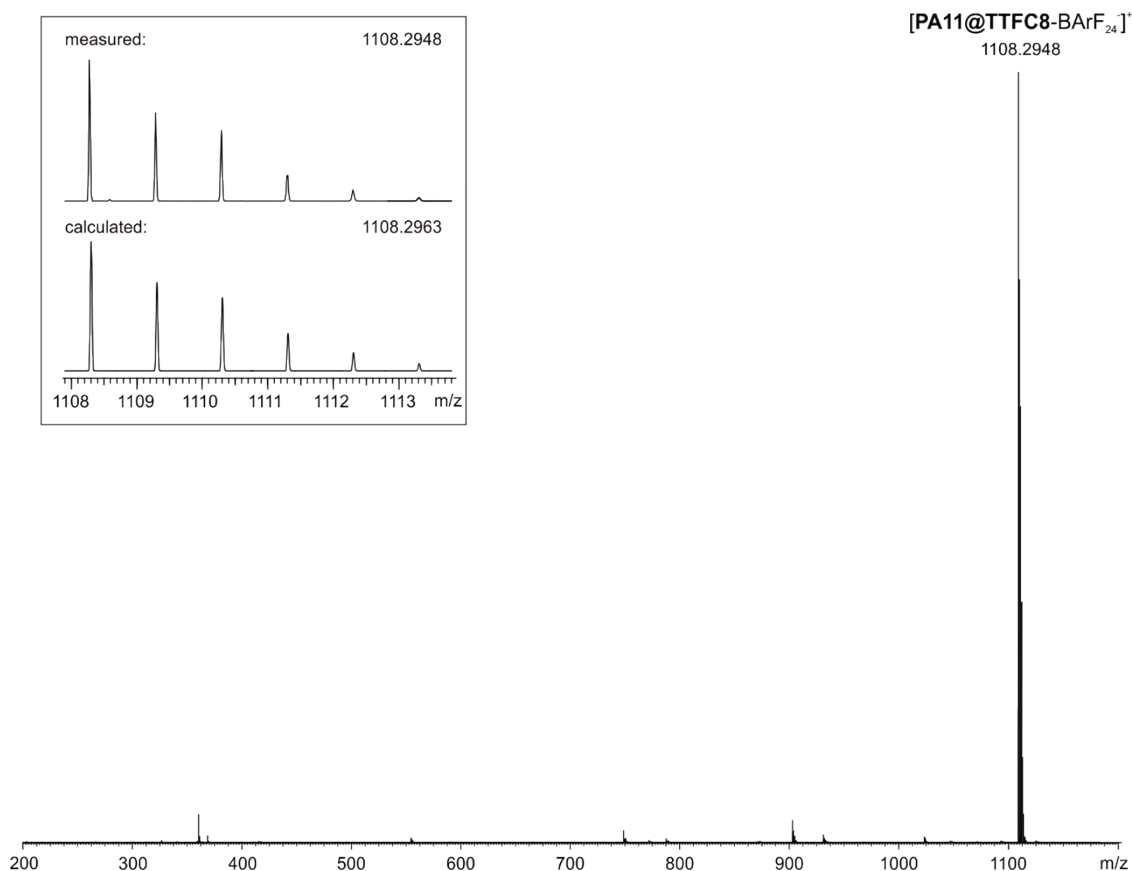 [PA11@TTFC8-BArF₂₄⁻]⁺
1108.2948
measured: 1108.2948
calculated: 1108.2963
1108 1109 1110 1111 1112 1113 m/z
200 300 400 500 600 700 800 900 1000 1100 m/z